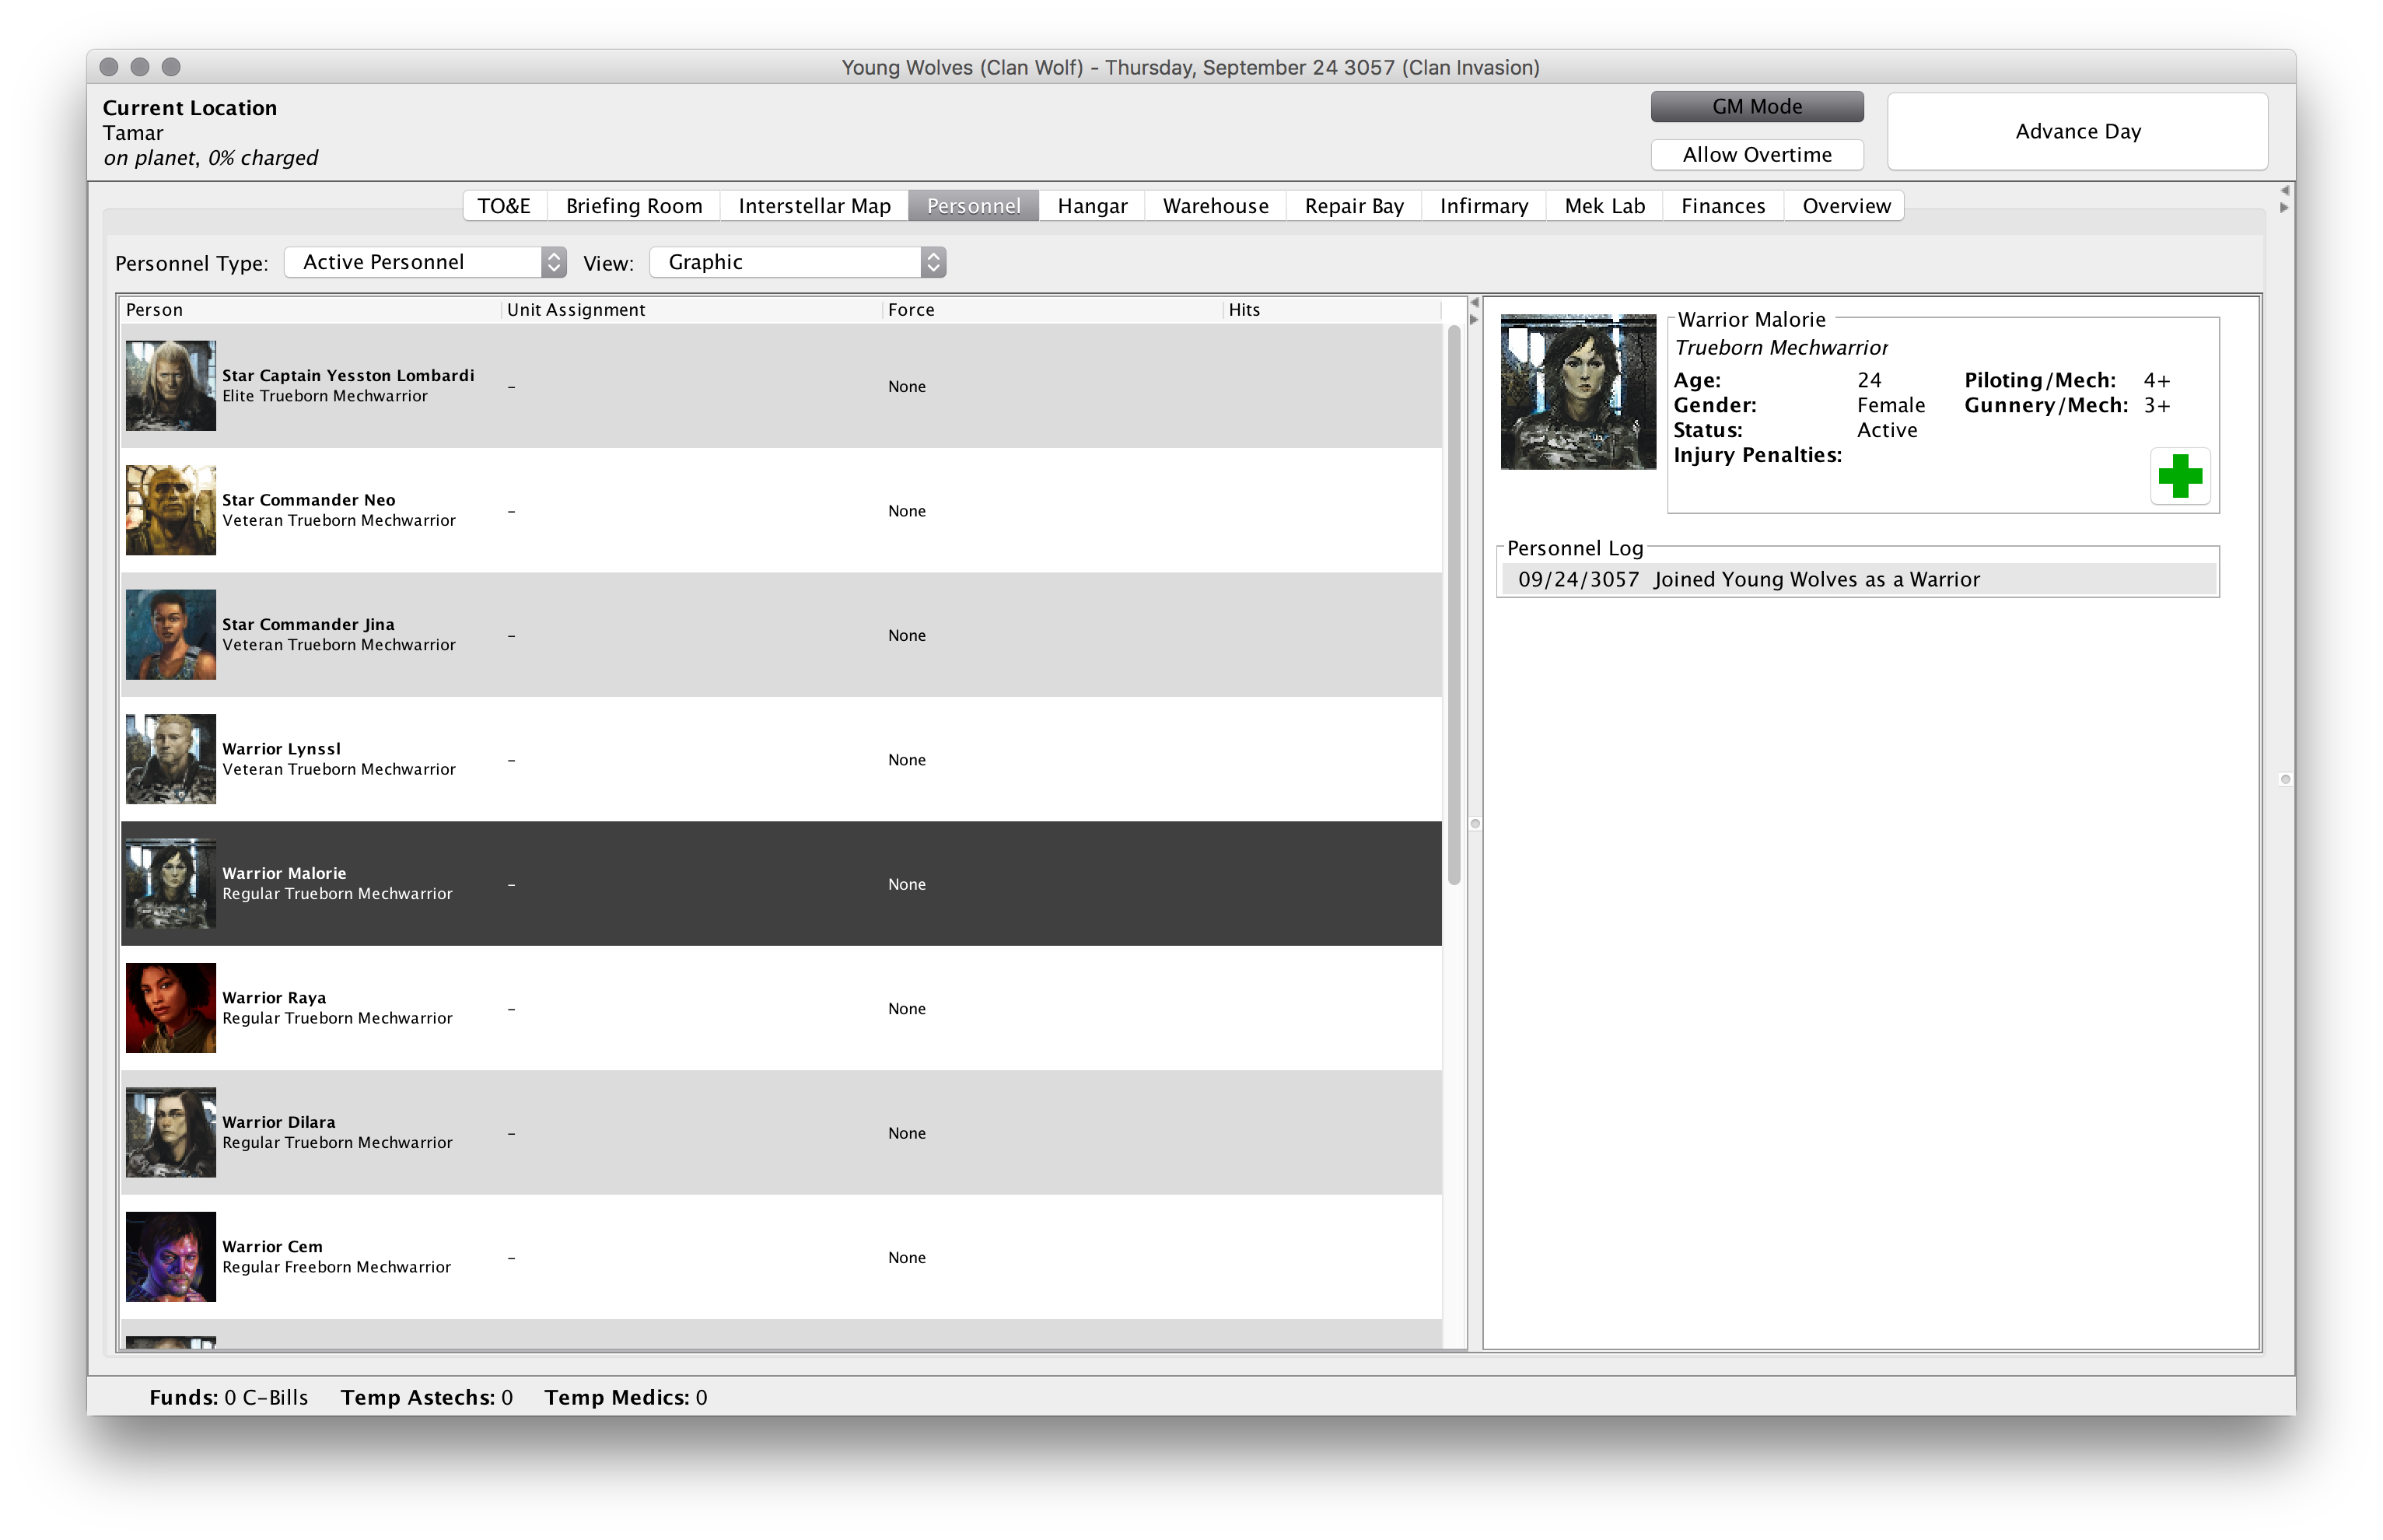 Young Wolves (Clan Wolf) - Thursday, September 24 3057 (Clan Invasion)
Current Location
Tamar
on planet, 0% charged
GM Mode
Allow Overtime
Advance Day
TO&E Briefing Room Interstellar Map Personnel Hangar Warehouse Repair Bay Infirmary Mek Lab Finances Overview
Personnel Type: Active Personnel View: Graphic
Person Unit Assignment Force Hits
Star Captain Yesston Lombardi
Elite Trueborn Mechwarrior
– None
Star Commander Neo
Veteran Trueborn Mechwarrior
– None
Star Commander Jina
Veteran Trueborn Mechwarrior
– None
Warrior Lynssl
Veteran Trueborn Mechwarrior
– None
Warrior Malorie
Regular Trueborn Mechwarrior
– None
Warrior Raya
Regular Trueborn Mechwarrior
– None
Warrior Dilara
Regular Trueborn Mechwarrior
– None
Warrior Cem
Regular Freeborn Mechwarrior
– None
Warrior Malorie
Trueborn Mechwarrior
Age: 24 Piloting/Mech: 4+
Gender: Female Gunnery/Mech: 3+
Status: Active
Injury Penalties:
Personnel Log
09/24/3057 Joined Young Wolves as a Warrior
Funds: 0 C-Bills Temp Astechs: 0 Temp Medics: 0